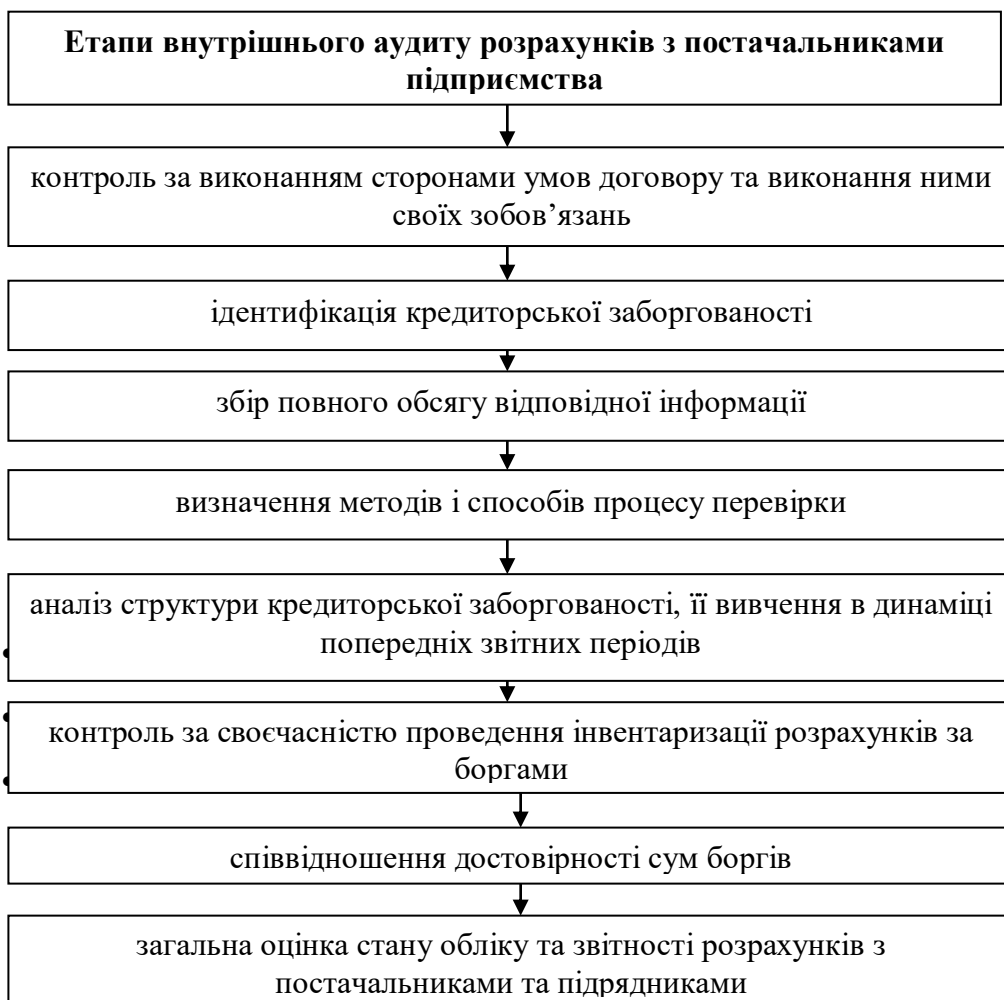 Етапи внутрішнього аудиту розрахунків з постачальниками
підприємства
контроль за виконанням сторонами умов договору та виконання ними
своїх зобов’язань
ідентифікація кредиторської заборгованості
збір повного обсягу відповідної інформації
визначення методів і способів процесу перевірки
аналіз структури кредиторської заборгованості, її вивчення в динаміці
попередніх звітних періодів
контроль за своєчасністю проведення інвентаризації розрахунків за
боргами
співвідношення достовірності сум боргів
загальна оцінка стану обліку та звітності розрахунків з
постачальниками та підрядниками